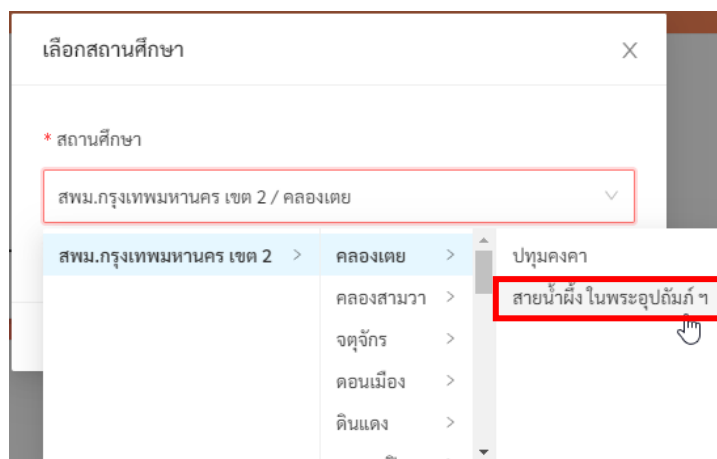 เลือกสถานศึกษา
* สถานศึกษา
สพม.กรุงเทพมหานคร เขต 2 / คลองเตย
สพม.กรุงเทพมหานคร เขต 2
คลองเตย
ปทุมคงคา
คลองสามวา
สายน้ำผึ้ง ในพระอุปถัมภ์ ฯ
จตุจักร
ดอนเมือง
ดินแดง